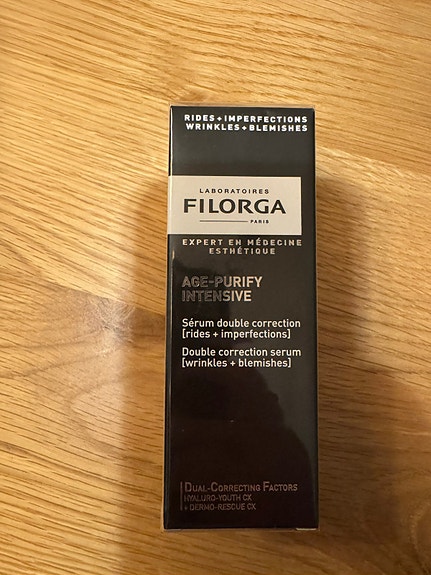 RIDES+IMPERFECTIONS
WRINKLES+BLEMISHES
LABORATOIRES
FILORGA
PARIS
EXPERT EN MÉDECINE
ESTHÉTIQUE
AGE-PURIFY
INTENSIVE
Sérum double correction
[rides + imperfections]
Double correction serum
[wrinkles + blemishes]
DUAL-CORRECTING FACTORS
HYALURO-YOUTH CX
+ DERMO-RESCUE CX